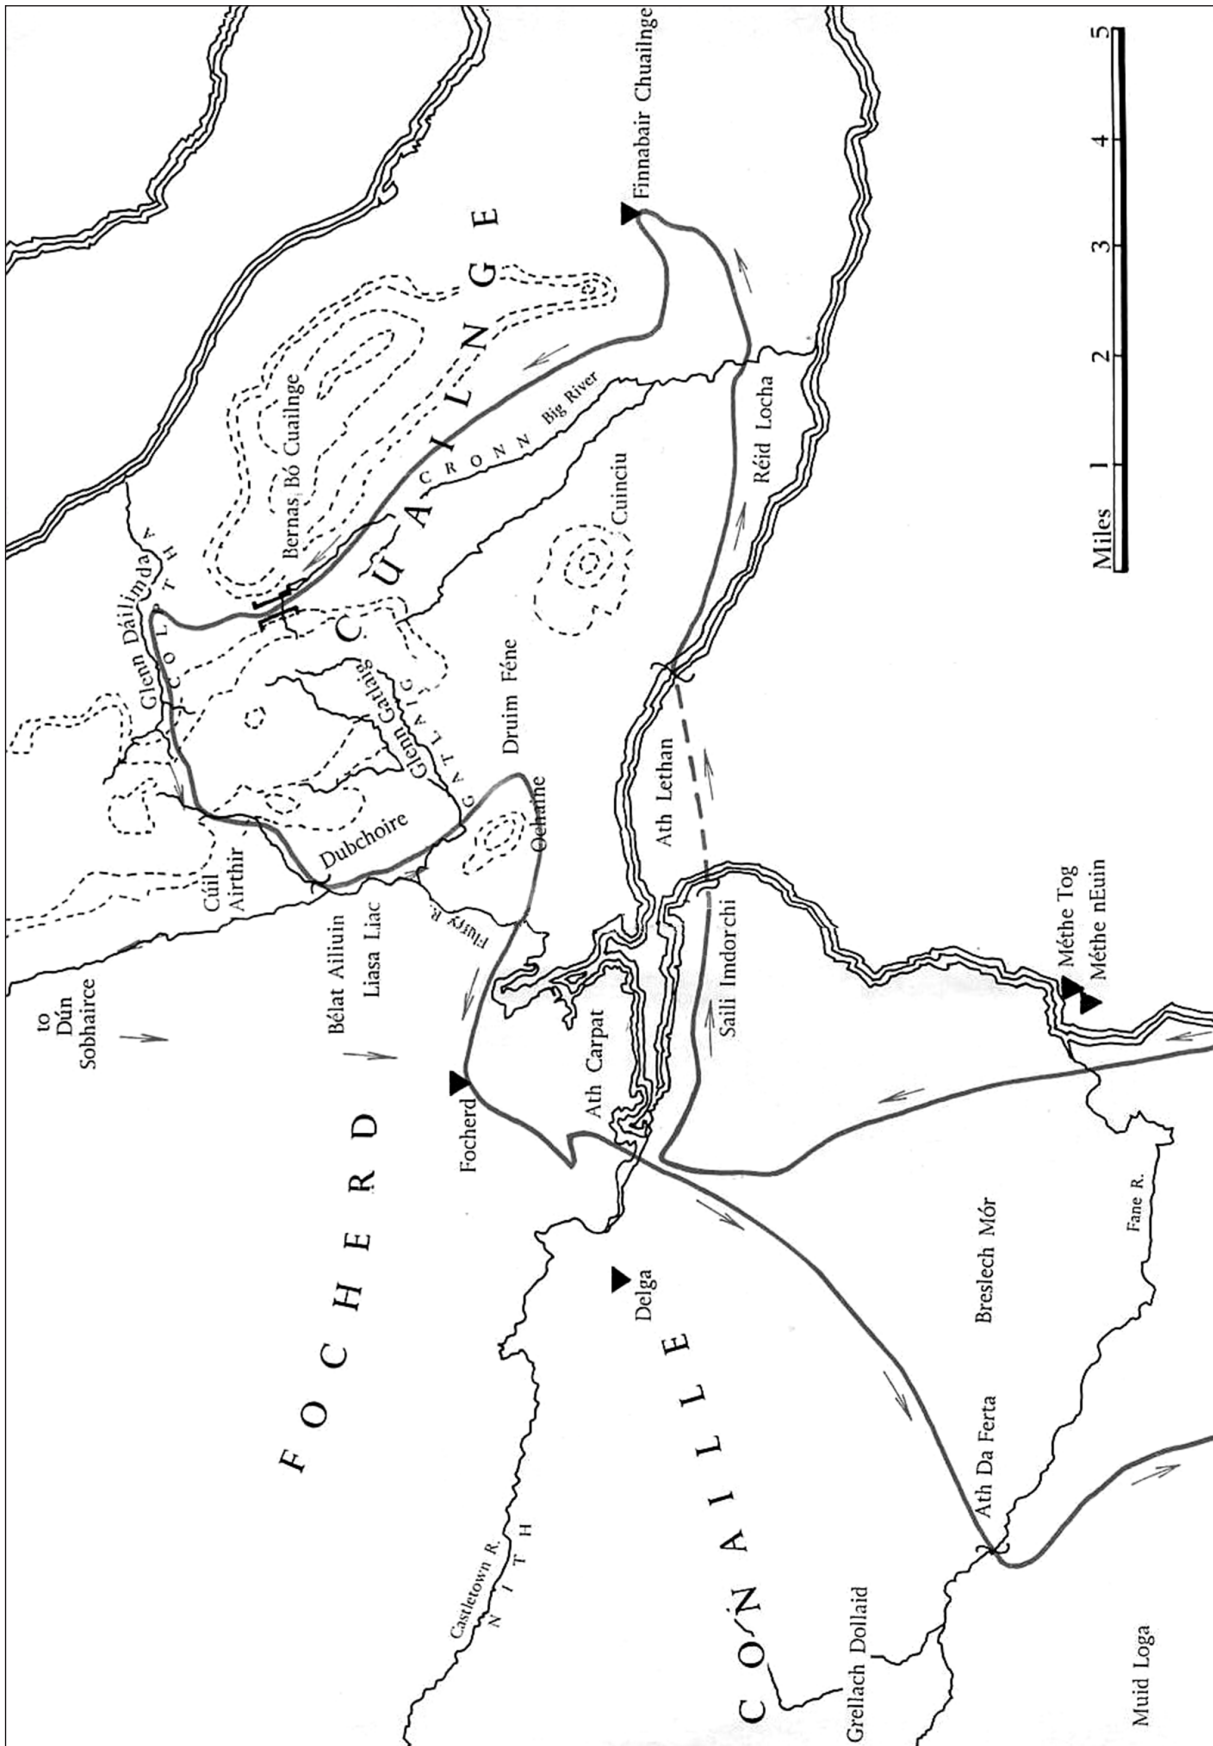 to
Dún
Sobhairce
FOCHERD
Bélat Ailiuin
Liasa Liac
Cúil
Airthir
Glenn Dáilimda
COLPTHA
Bernas Bó Cuailnge
CUAILNGE
Dubchoire
Glenn Gatlaig
GATLAIG
Flurry R.
Ochaine
Druim Féne
Cuinciu
CRONN
Big River
Finnabair Chuailnge
Focherd
Ath Carpat
Ath Lethan
Réid Locha
Saili Imdorchi
Castletown R.
NITH
Delga
CONAILLE
Méthe Tog
Méthe nEuin
Fane R.
Breslech Mór
Ath Da Ferta
Grellach Dollaid
Muid Loga
Miles 1 2 3 4 5